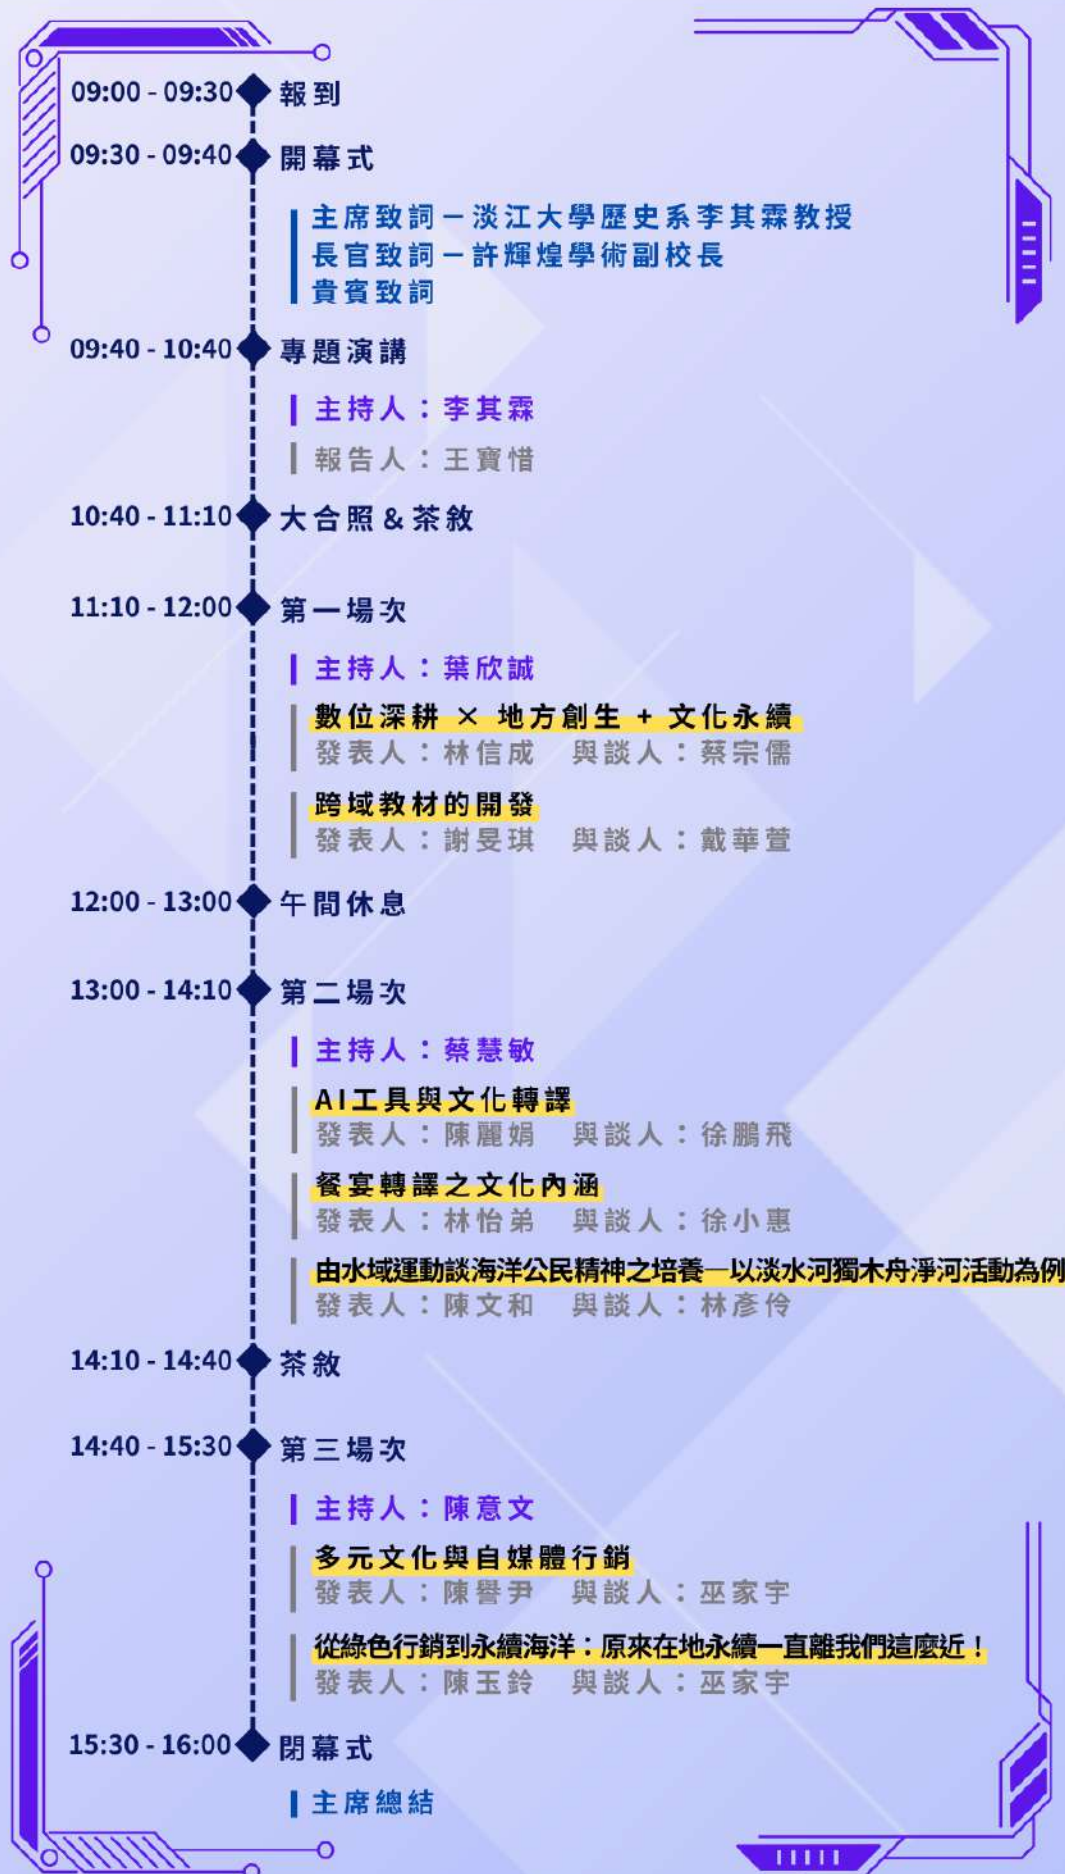 09:00 - 09:30 報到
09:30 - 09:40 開幕式
主席致詞－淡江大學歷史系李其霖教授
長官致詞－許輝煌學術副校長
貴賓致詞
09:40 - 10:40 專題演講
主持人：李其霖
報告人：王寶惜
10:40 - 11:10 大合照 & 茶敘
11:10 - 12:00 第一場次
主持人：葉欣誠
數位深耕 × 地方創生 + 文化永續
發表人：林信成 與談人：蔡宗儒
跨域教材的開發
發表人：謝旻琪 與談人：戴華萱
12:00 - 13:00 午間休息
13:00 - 14:10 第二場次
主持人：蔡慧敏
AI工具與文化轉譯
發表人：陳麗娟 與談人：徐鵬飛
餐宴轉譯之文化內涵
發表人：林怡弟 與談人：徐小惠
由水域運動談海洋公民精神之培養—以淡水河獨木舟淨河活動為例
發表人：陳文和 與談人：林彥伶
14:10 - 14:40 茶敘
14:40 - 15:30 第三場次
主持人：陳意文
多元文化與自媒體行銷
發表人：陳譽尹 與談人：巫家宇
從綠色行銷到永續海洋：原來在地永續一直離我們這麼近！
發表人：陳玉鈴 與談人：巫家宇
15:30 - 16:00 閉幕式
主席總結